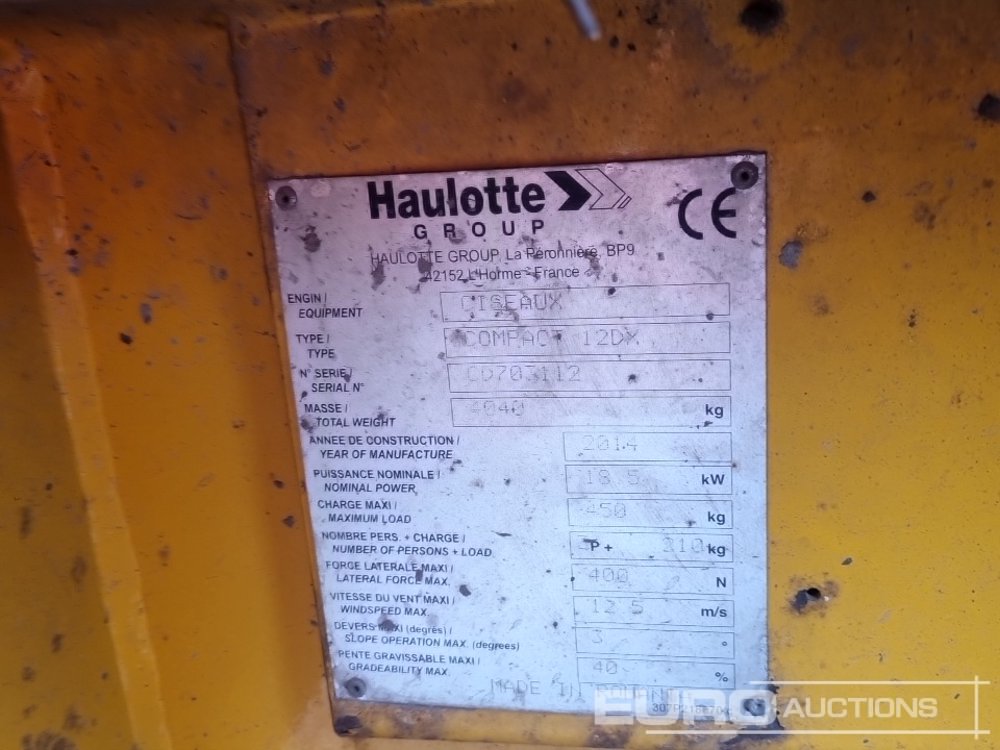 Haulotte
GROUP
CE
HAULOTTE GROUP, La Péronnière, BP9
42152 L'Horme - France
ENGIN / EQUIPMENT CISEAUX
TYPE / TYPE COMPACT 12DX
N° SERIE / SERIAL N° CD703112
MASSE / TOTAL WEIGHT 4040 kg
ANNEE DE CONSTRUCTION / YEAR OF MANUFACTURE 2014
PUISSANCE NOMINALE / NOMINAL POWER 18.5 kW
CHARGE MAXI / MAXIMUM LOAD 450 kg
NOMBRE PERS. + CHARGE / NUMBER OF PERSONS + LOAD P + 210 kg
FORCE LATERALE MAXI / LATERAL FORCE MAX. 400 N
VITESSE DU VENT MAXI / WINDSPEED MAX. 12.5 m/s
DEVERS MAXI (degrés) / SLOPE OPERATION MAX. (degrees) 3 °
PENTE GRAVISSABLE MAXI / GRADEABILITY MAX. 40 %
MADE IN
EURO AUCTIONS